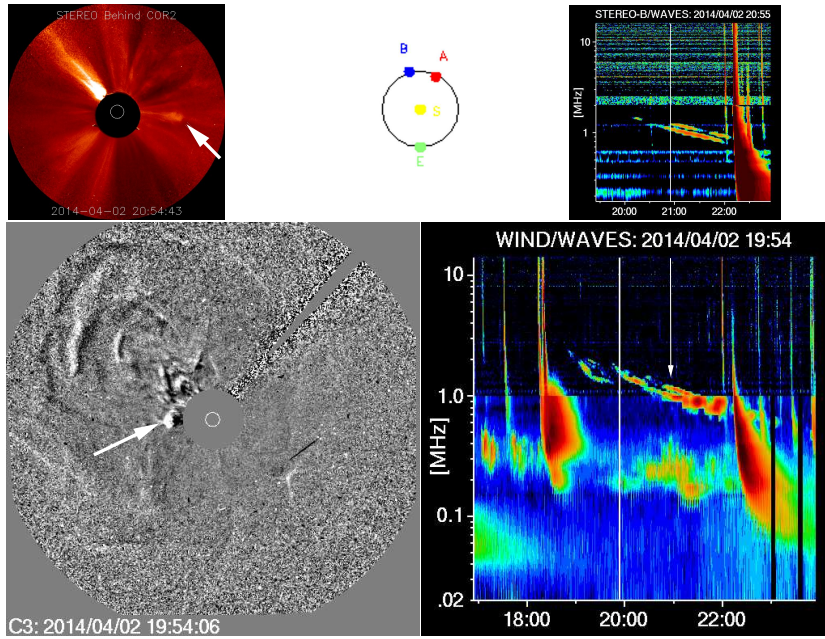 STEREO Behind COR2
2014-04-02 20:54:43
B
A
S
E
STEREO-B/WAVES: 2014/04/02 20:55
10
[MHz]
1
20:00 21:00 22:00
C3: 2014/04/02 19:54:06
WIND/WAVES: 2014/04/02 19:54
10
1.0
[MHz]
0.1
.02
18:00 20:00 22:00